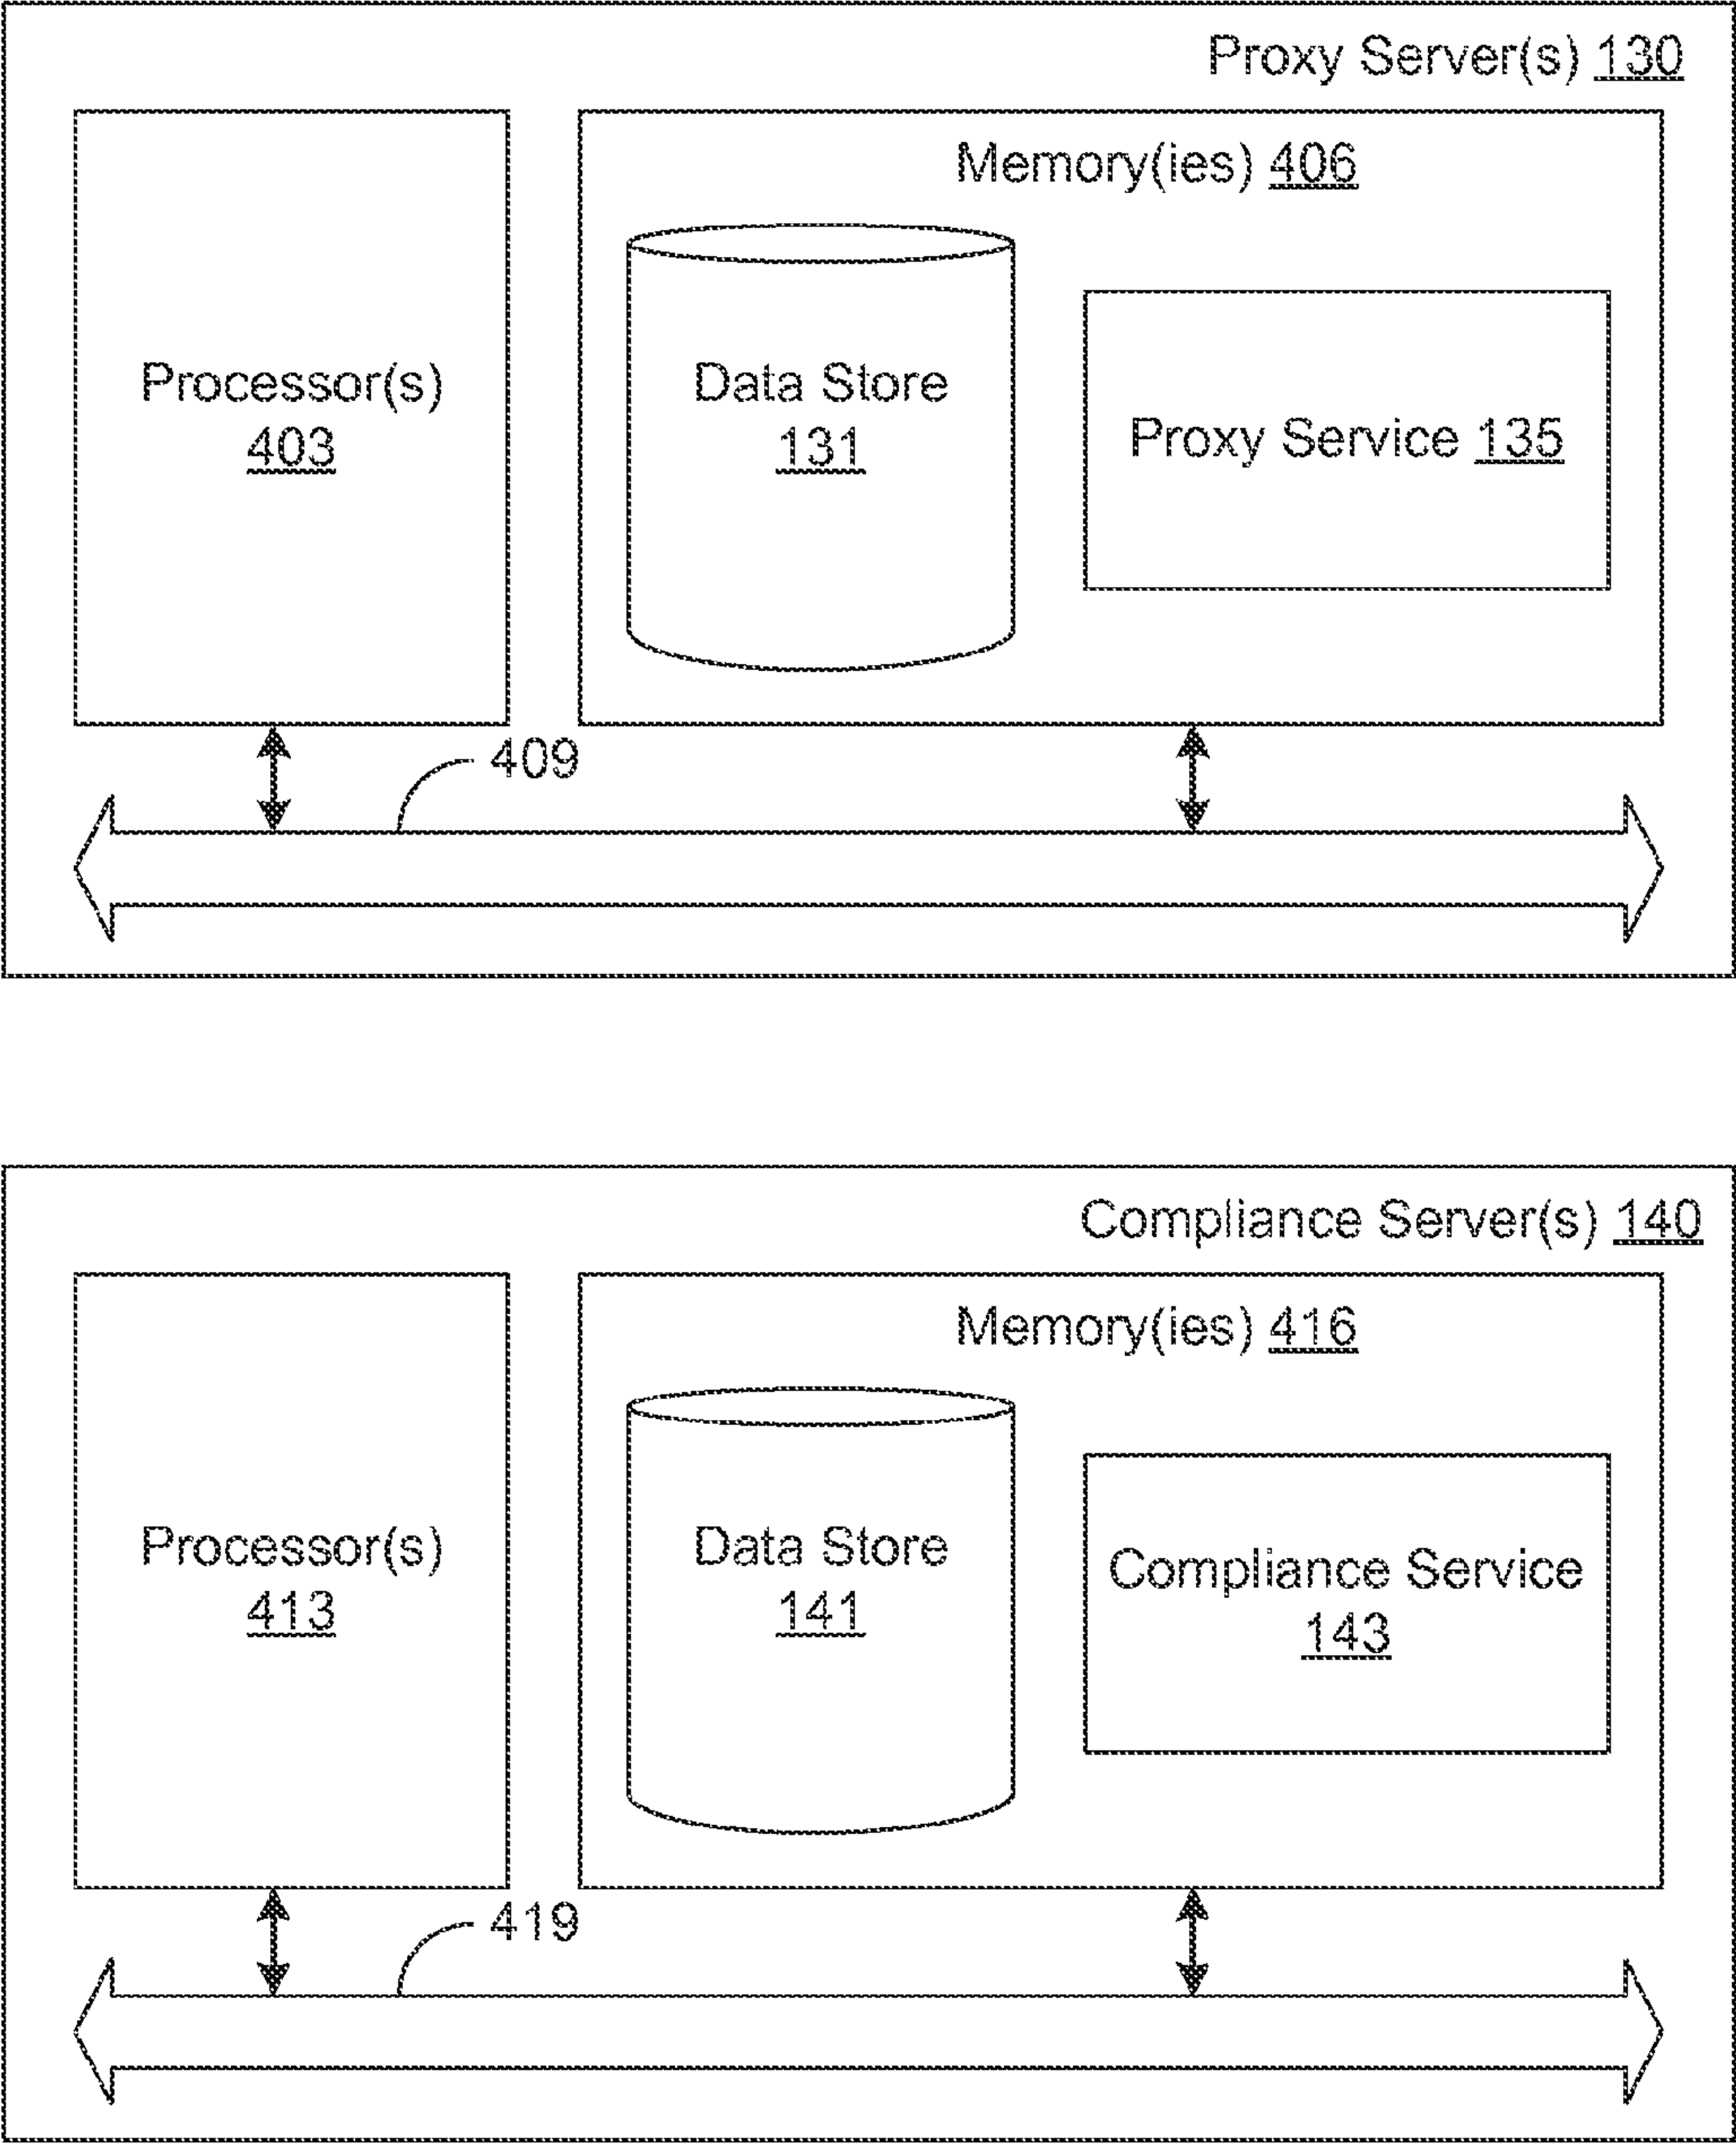 Proxy Server(s) 130
Memory(ies) 406
Processor(s)
403
Data Store
131
Proxy Service 135
409
Compliance Server(s) 140
Memory(ies) 416
Processor(s)
413
Data Store
141
Compliance Service
143
419